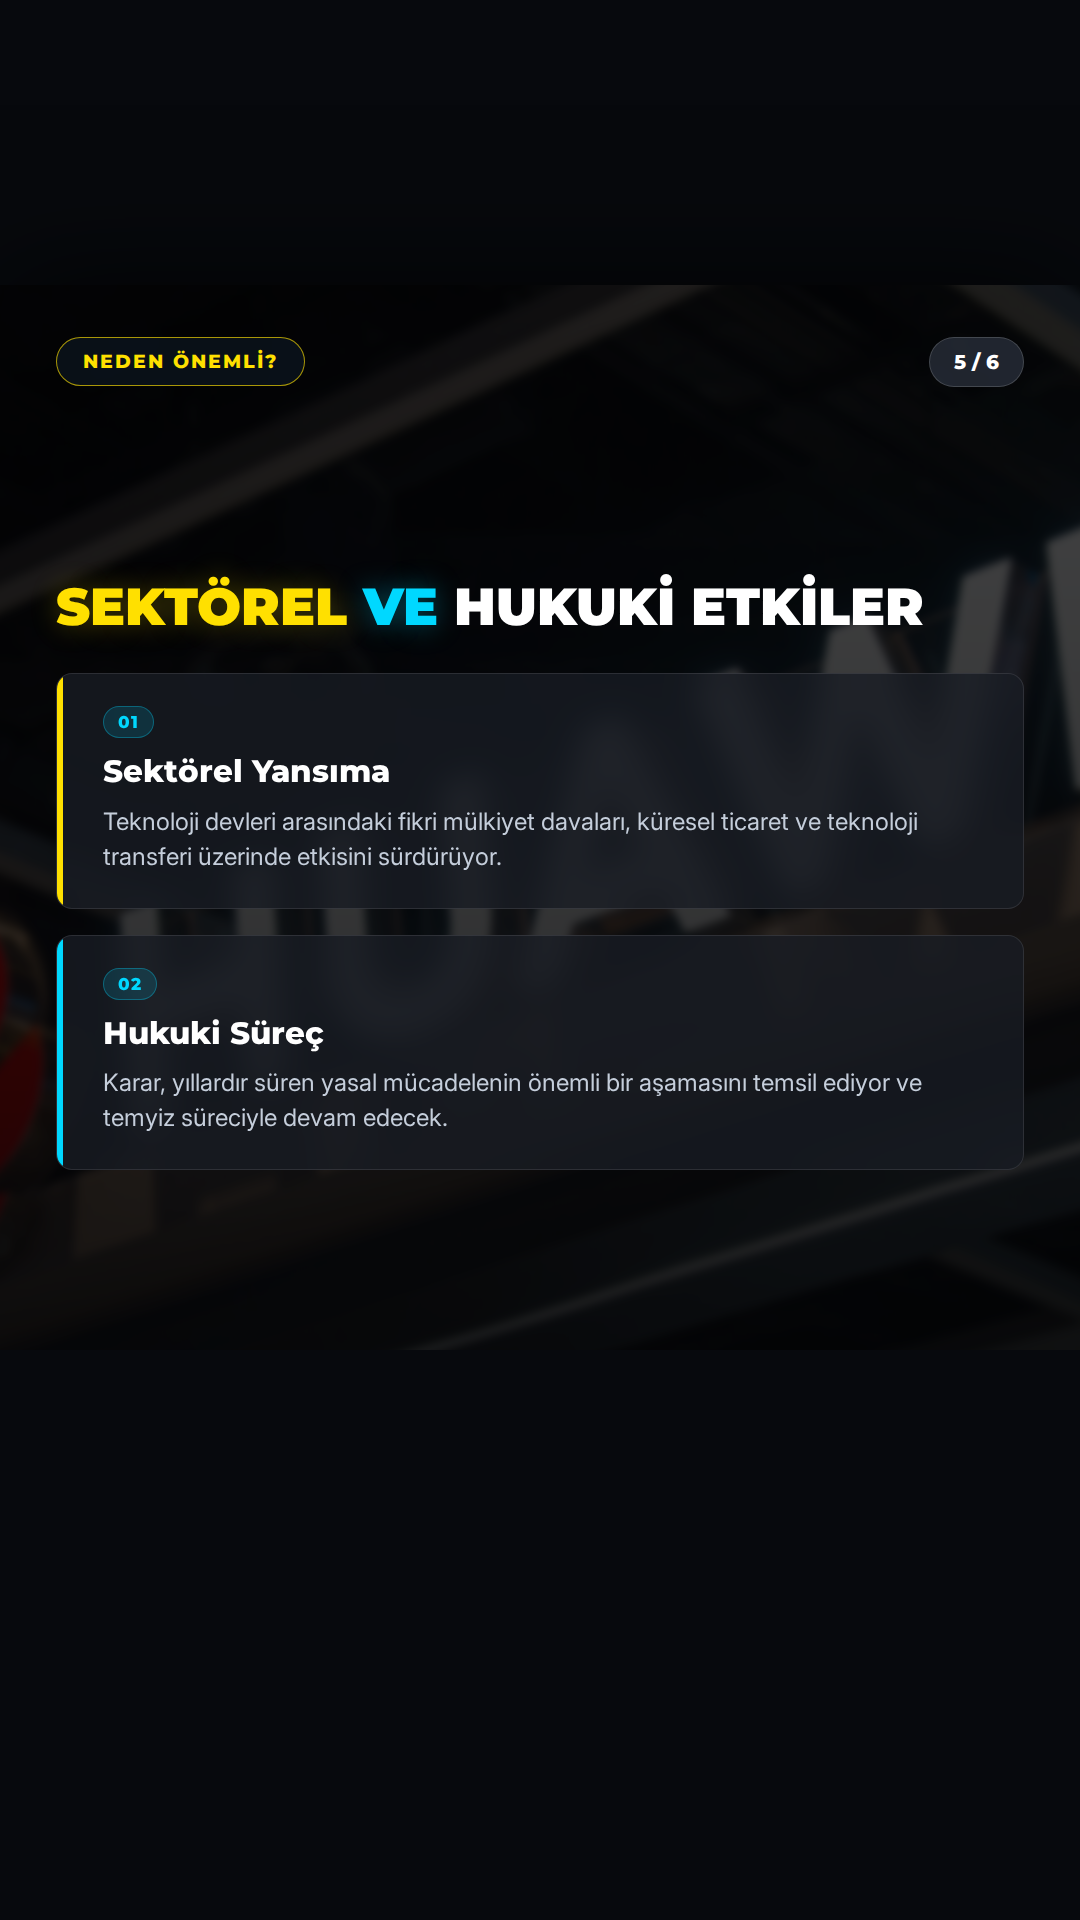 NEDEN ÖNEMLİ?
5 / 6
SEKTÖREL VE HUKUKİ ETKİLER
01
Sektörel Yansıma
Teknoloji devleri arasındaki fikri mülkiyet davaları, küresel ticaret ve teknoloji
transferi üzerinde etkisini sürdürüyor.
02
Hukuki Süreç
Karar, yıllardır süren yasal mücadelenin önemli bir aşamasını temsil ediyor ve
temyiz süreciyle devam edecek.